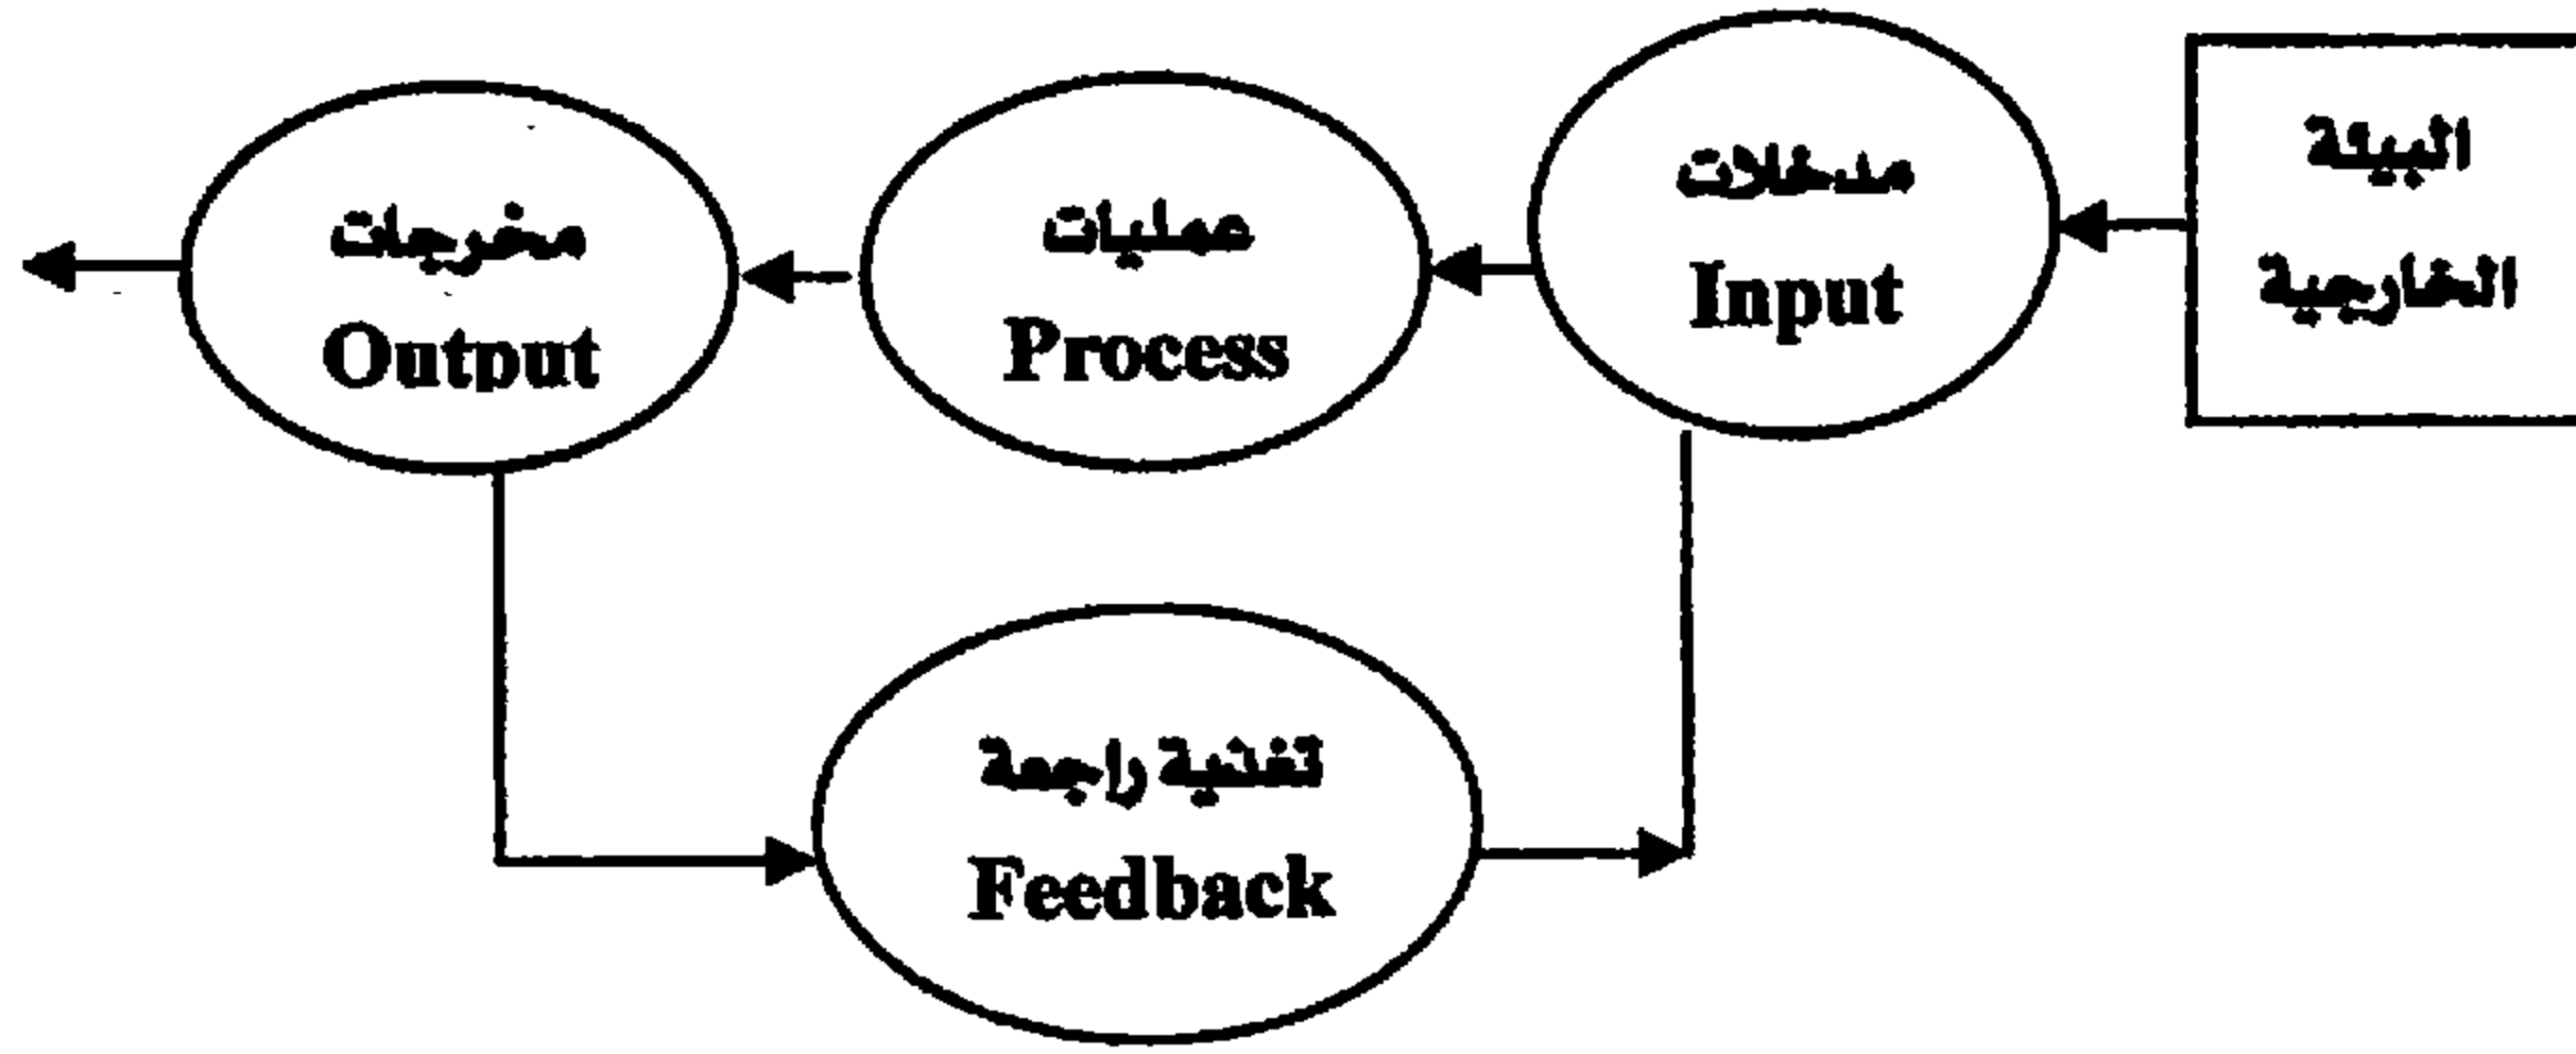 البيئة
الخارجية
مدخلات
Input
عمليات
Process
مخرجات
Output
تغذية راجعة
Feedback